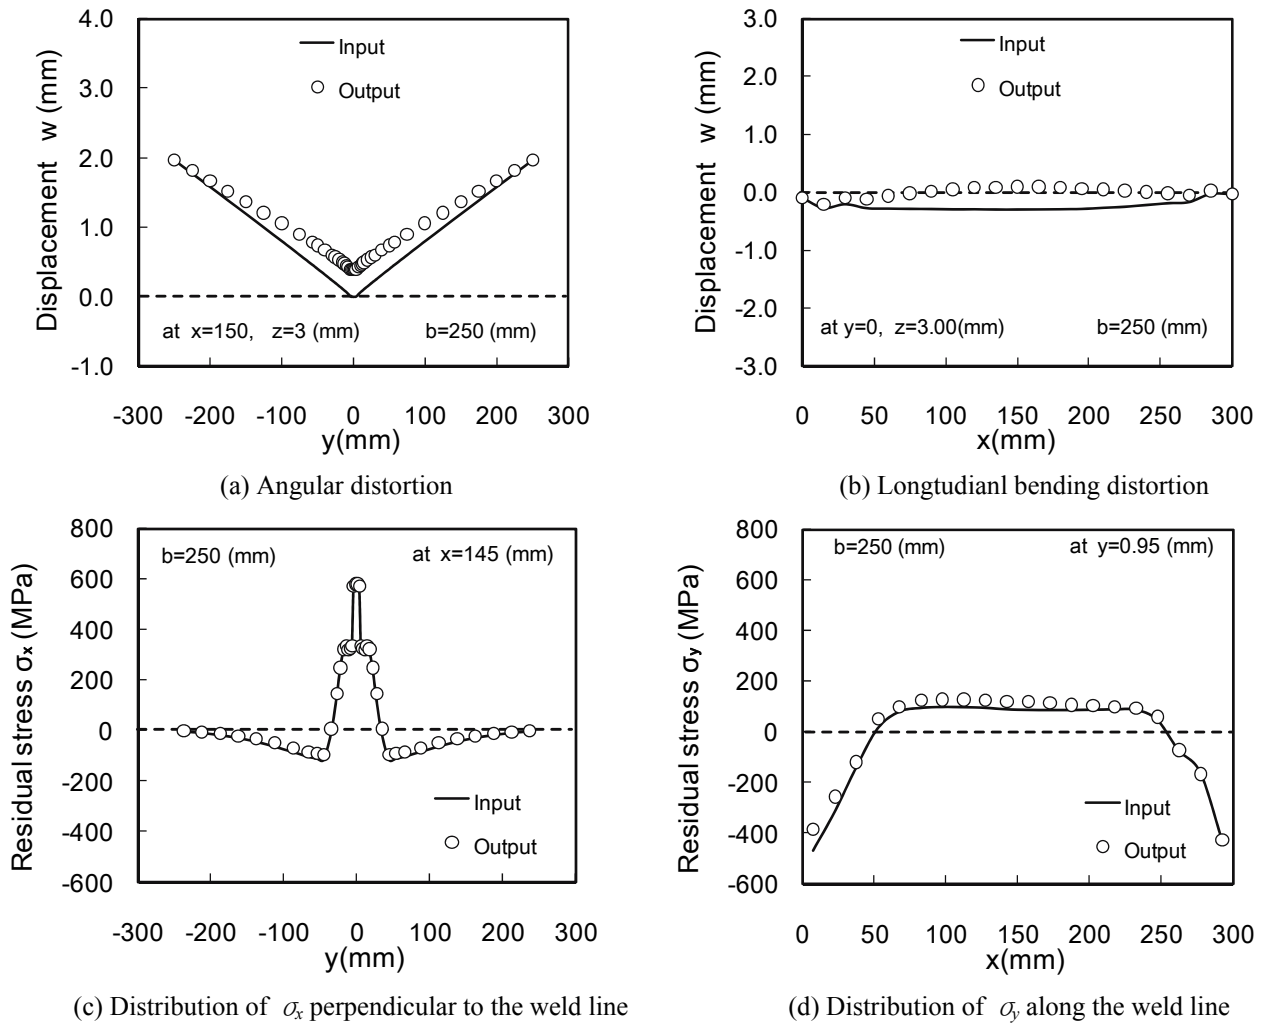 4.0
3.0
2.0
1.0
0.0
-1.0
Displacement w (mm)
Input
Output
at x=150, z=3 (mm)
b=250 (mm)
-300 -200 -100 0 100 200 300
y(mm)
(a) Angular distortion
3.0
2.0
1.0
0.0
-1.0
-2.0
-3.0
Displacement w (mm)
Input
Output
at y=0, z=3.00(mm)
b=250 (mm)
0 50 100 150 200 250 300
x(mm)
(b) Longtudianl bending distortion
800
600
400
200
0
-200
-400
-600
Residual stress σx (MPa)
b=250 (mm)
at x=145 (mm)
Input
Output
-300 -200 -100 0 100 200 300
y(mm)
(c) Distribution of σx perpendicular to the weld line
800
600
400
200
0
-200
-400
-600
Residual stress σy (MPa)
b=250 (mm)
at y=0.95 (mm)
Input
Output
0 50 100 150 200 250 300
x(mm)
(d) Distribution of σy along the weld line